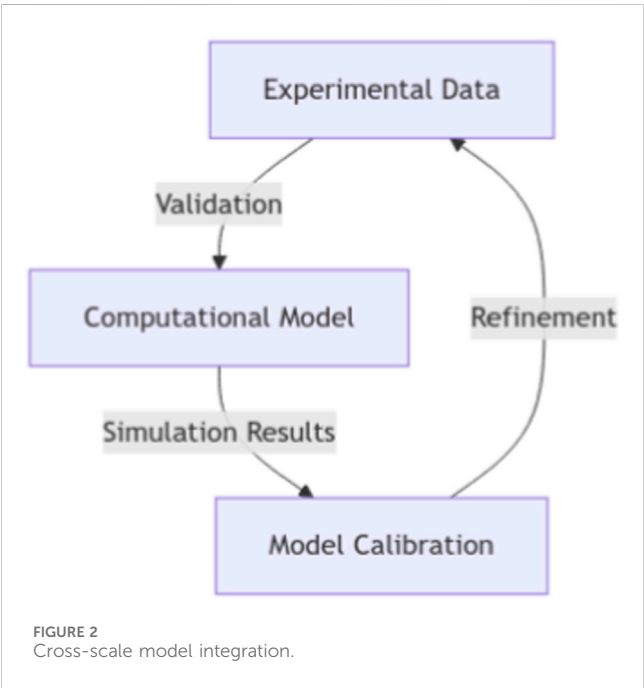 Experimental Data
Validation
Computational Model
Refinement
Simulation Results
Model Calibration
FIGURE 2
Cross-scale model integration.